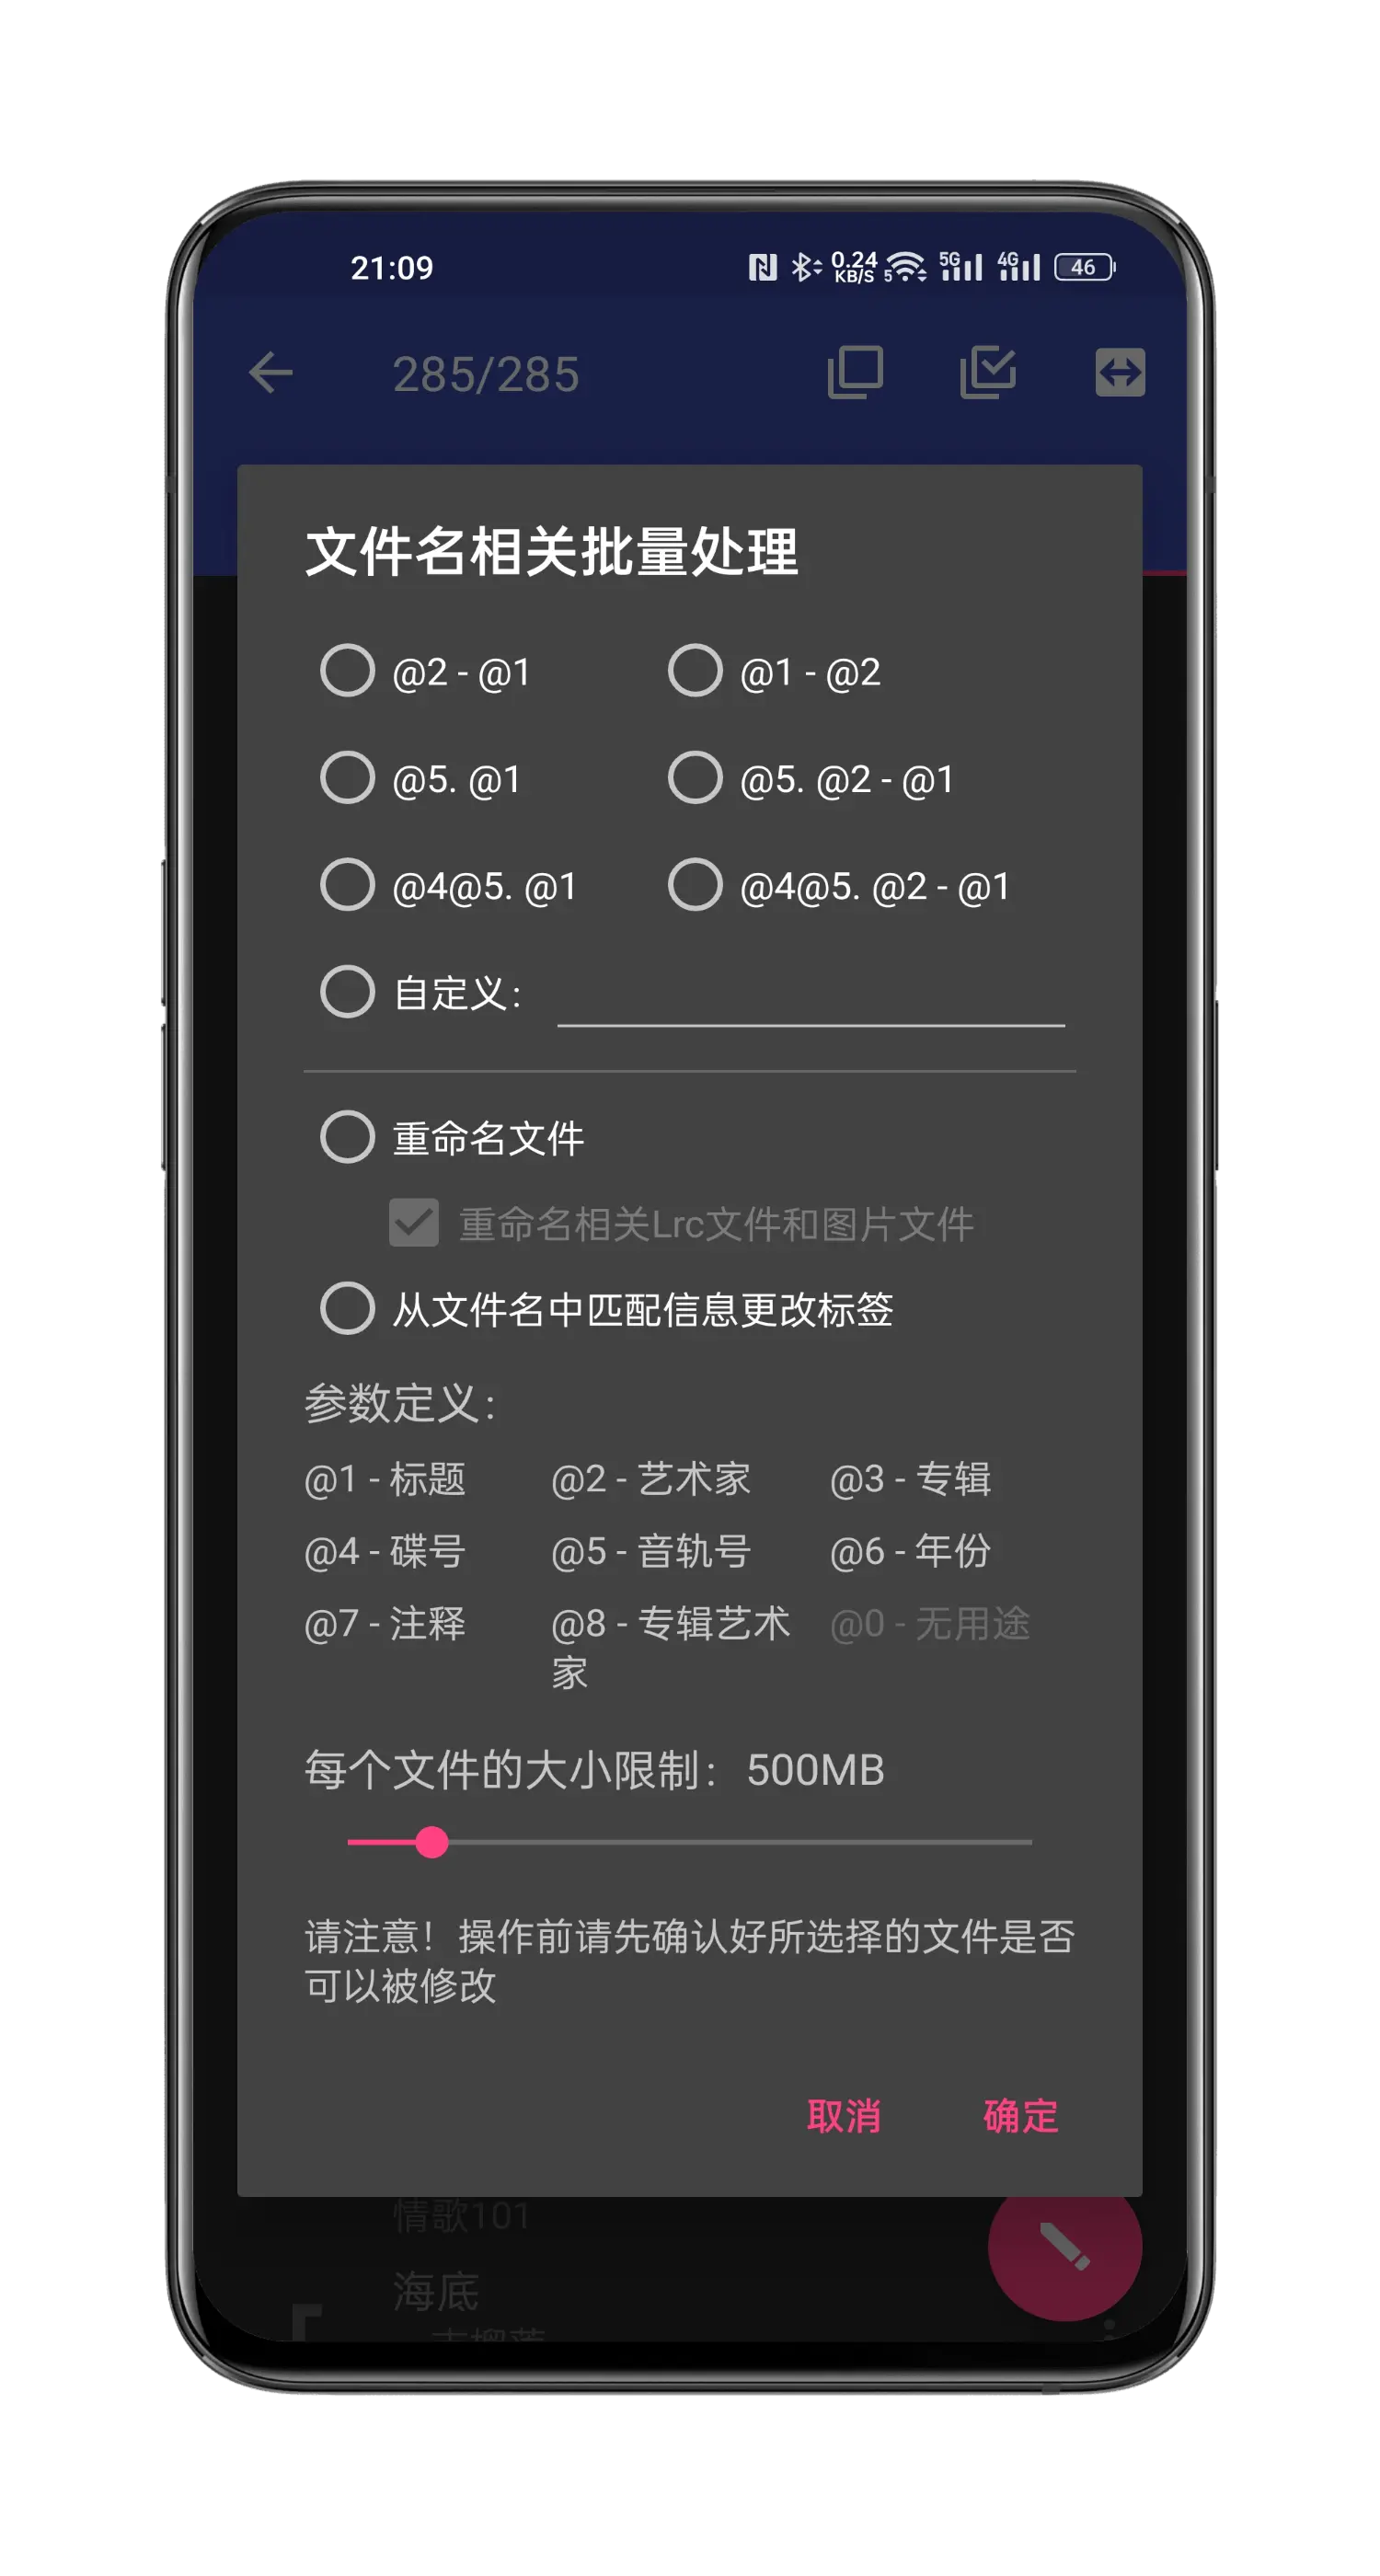 21:09 0.24 KB/S 5 5G 4G 46
285/285
文件名相关批量处理
@2 - @1 @1 - @2
@5. @1 @5. @2 - @1
@4@5. @1 @4@5. @2 - @1
自定义：
重命名文件
重命名相关Lrc文件和图片文件
从文件名中匹配信息更改标签
参数定义：
@1 - 标题 @2 - 艺术家 @3 - 专辑
@4 - 碟号 @5 - 音轨号 @6 - 年份
@7 - 注释 @8 - 专辑艺术 @0 - 无用途
家
每个文件的大小限制：500MB
请注意！操作前请先确认好所选择的文件是否
可以被修改
取消 确定
情歌101
海底